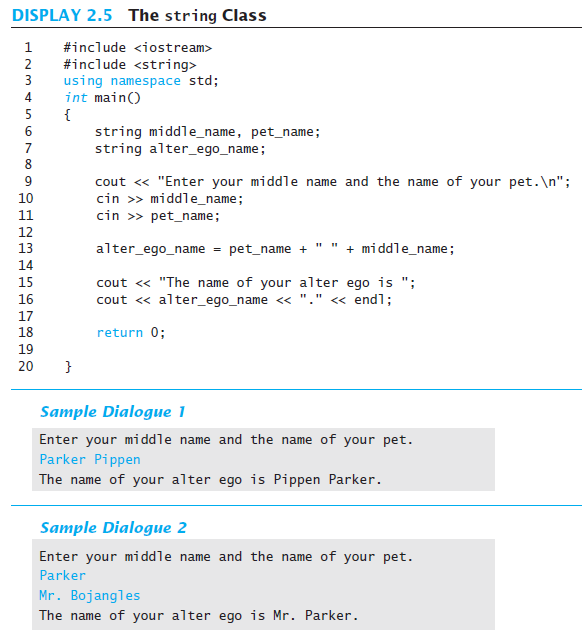 DISPLAY 2.5 The string Class
1 #include <iostream>
2 #include <string>
3 using namespace std;
4 int main()
5 {
6 string middle_name, pet_name;
7 string alter_ego_name;
8
9 cout << "Enter your middle name and the name of your pet.\n";
10 cin >> middle_name;
11 cin >> pet_name;
12
13 alter_ego_name = pet_name + " " + middle_name;
14
15 cout << "The name of your alter ego is ";
16 cout << alter_ego_name << "." << endl;
17
18 return 0;
19
20 }
Sample Dialogue 1
Enter your middle name and the name of your pet.
Parker Pippen
The name of your alter ego is Pippen Parker.
Sample Dialogue 2
Enter your middle name and the name of your pet.
Parker
Mr. Bojangles
The name of your alter ego is Mr. Parker.